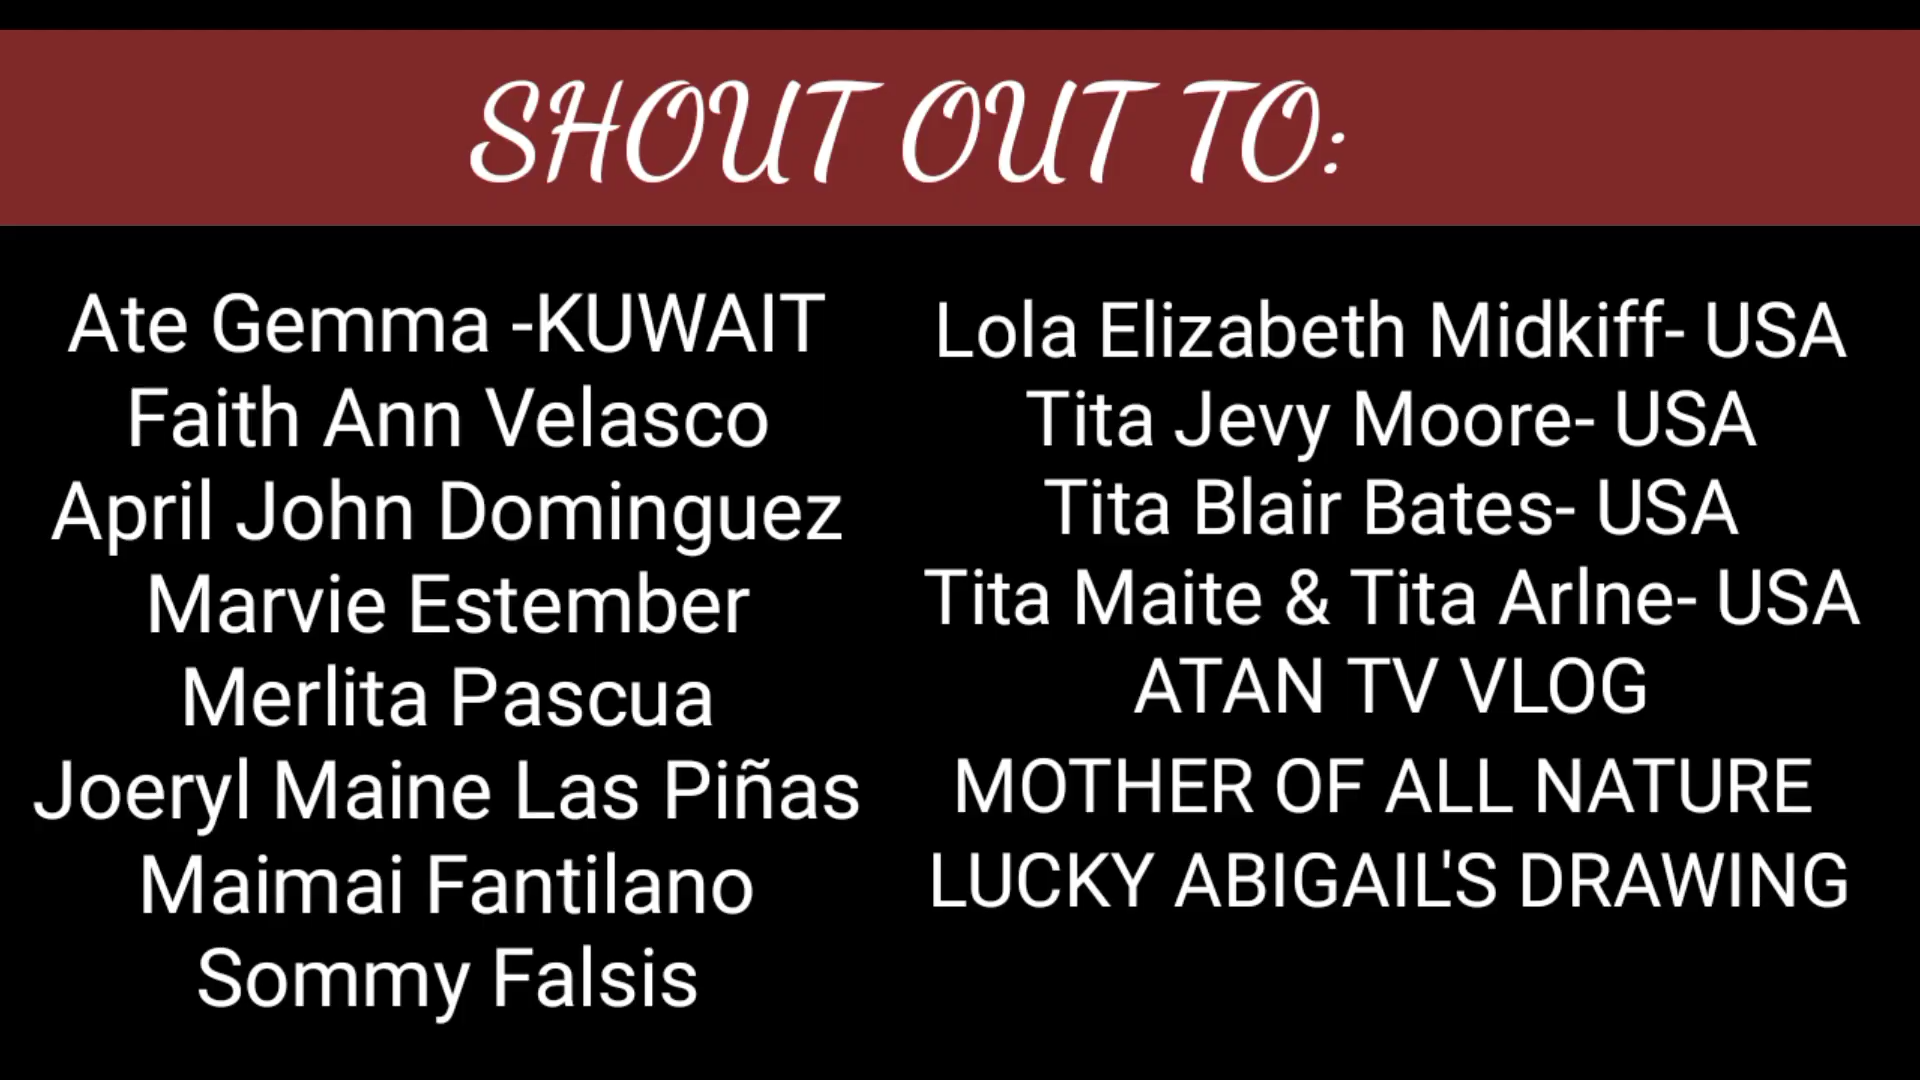 SHOUT OUT TO:
Ate Gemma -KUWAIT
Faith Ann Velasco
April John Dominguez
Marvie Estember
Merlita Pascua
Joeryl Maine Las Piñas
Maimai Fantilano
Sommy Falsis
Lola Elizabeth Midkiff- USA
Tita Jevy Moore- USA
Tita Blair Bates- USA
Tita Maite & Tita Arlne- USA
ATAN TV VLOG
MOTHER OF ALL NATURE
LUCKY ABIGAIL'S DRAWING